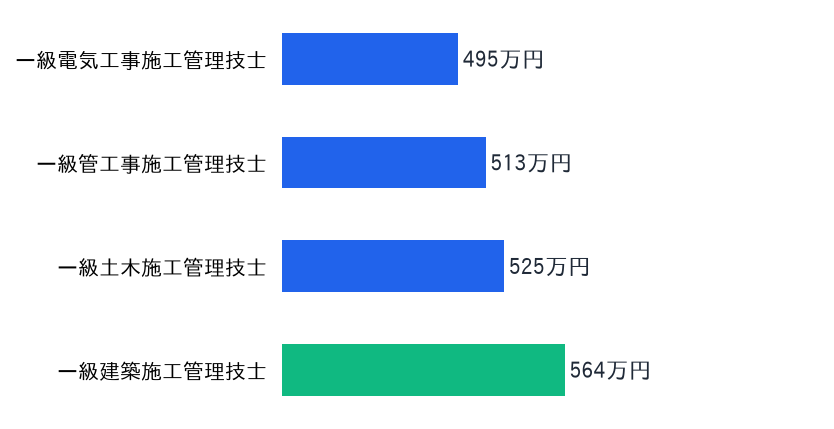 一級電気工事施工管理技士 495万円
一級管工事施工管理技士 513万円
一級土木施工管理技士 525万円
一級建築施工管理技士 564万円